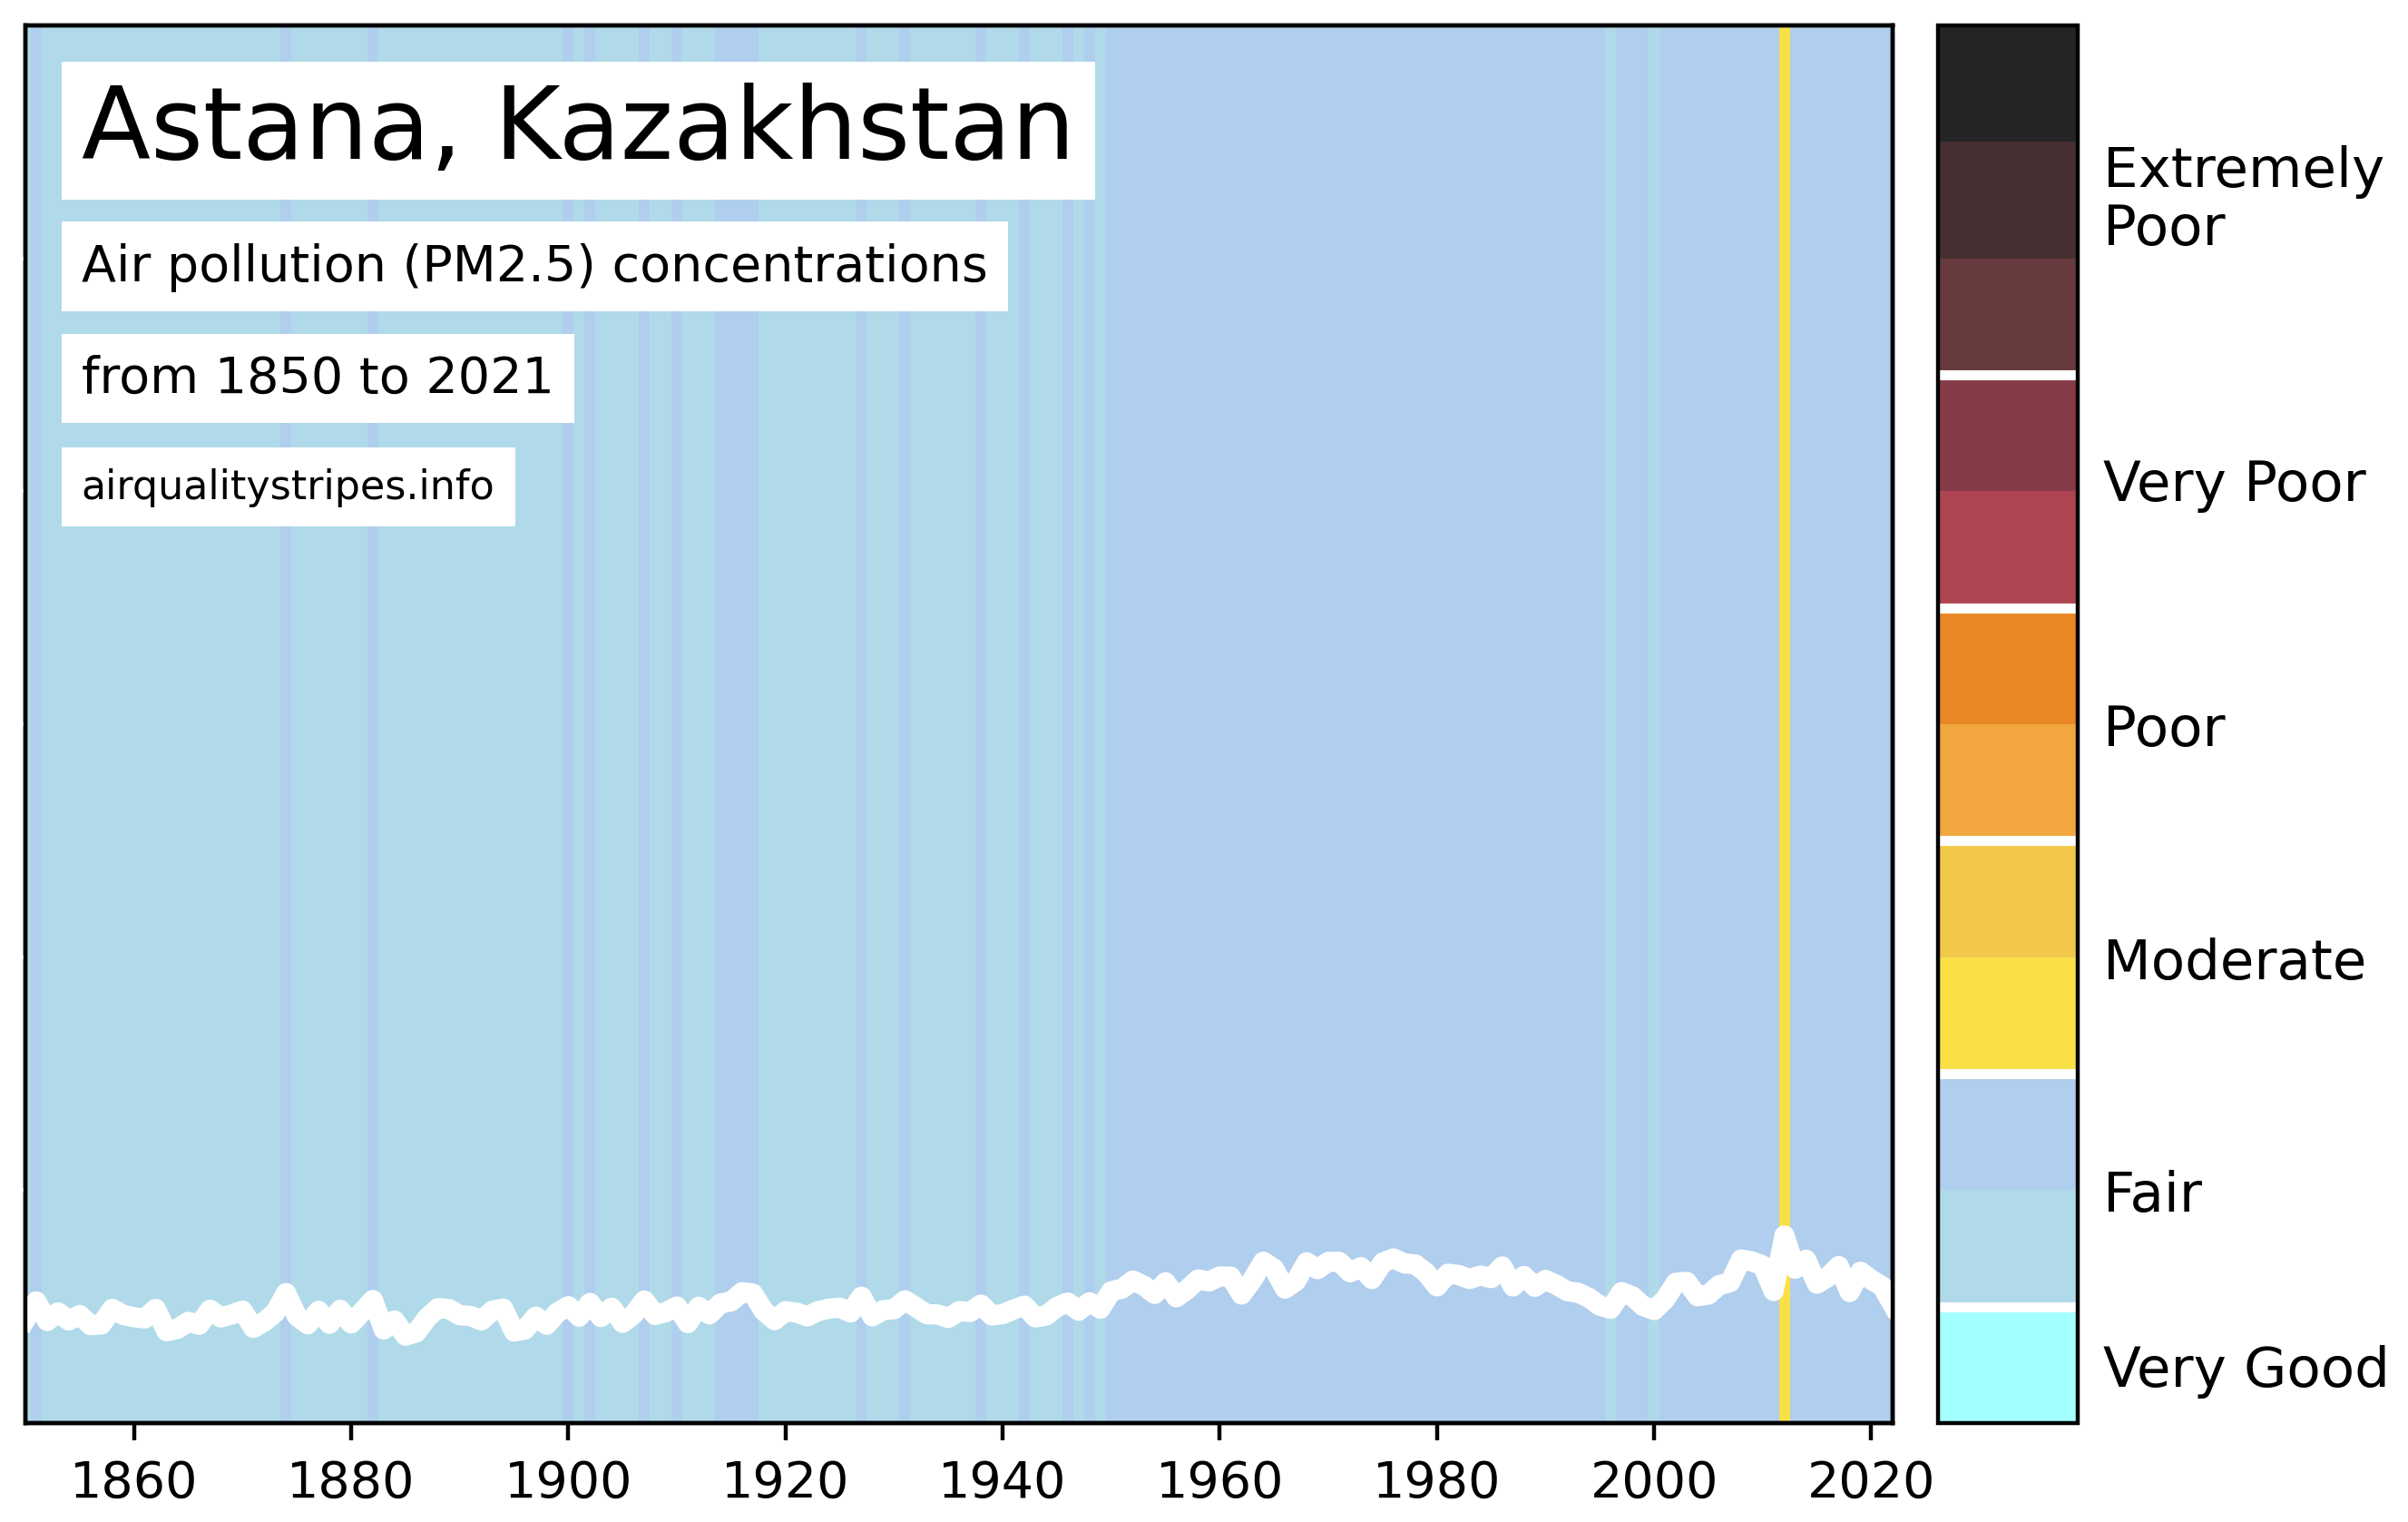 Astana, Kazakhstan
Air pollution (PM2.5) concentrations
from 1850 to 2021
airqualitystripes.info
Extremely
Poor
Very Poor
Poor
Moderate
Fair
Very Good
1860 1880 1900 1920 1940 1960 1980 2000 2020